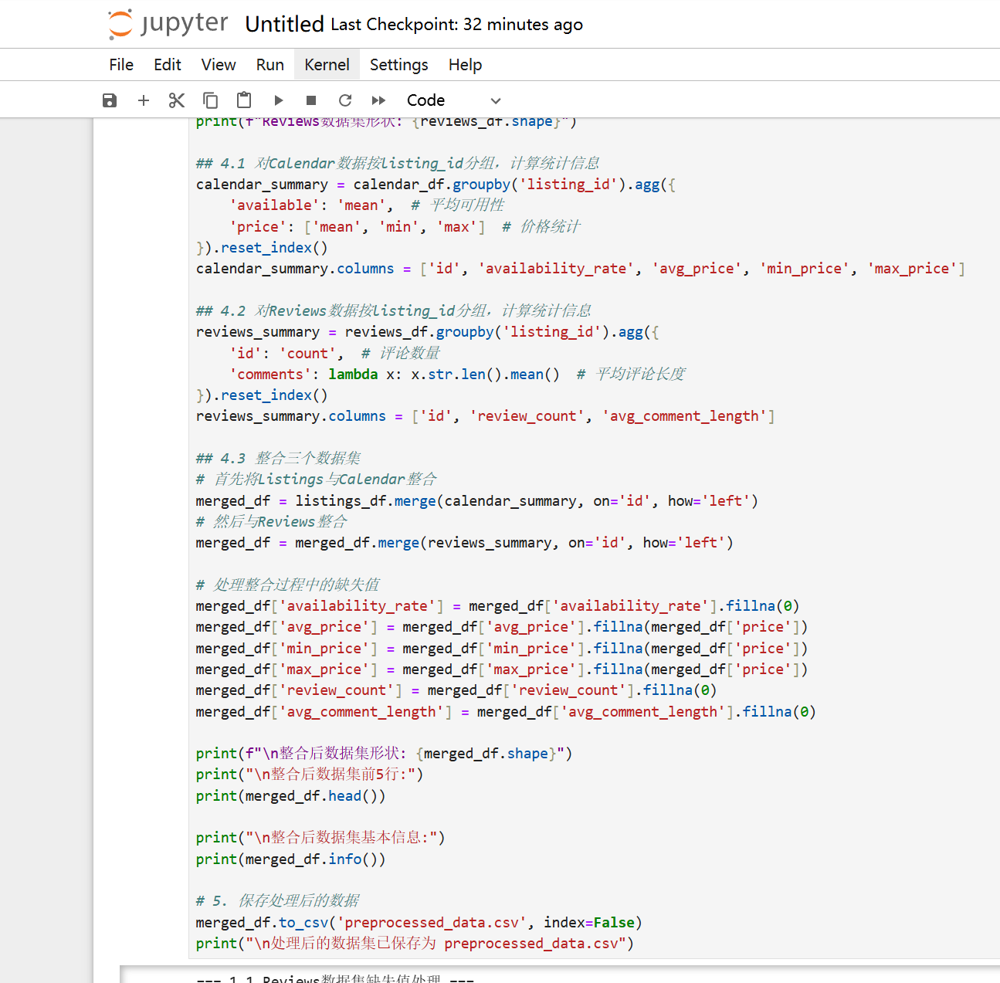 jupyter Untitled Last Checkpoint: 32 minutes ago
File Edit View Run Kernel Settings Help
Code
print(f"Reviews数据集形状: {reviews_df.shape}")
## 4.1 对Calendar数据按listing_id分组，计算统计信息
calendar_summary = calendar_df.groupby('listing_id').agg({
    'available': 'mean',  # 平均可用性
    'price': ['mean', 'min', 'max']  # 价格统计
}).reset_index()
calendar_summary.columns = ['id', 'availability_rate', 'avg_price', 'min_price', 'max_price']
## 4.2 对Reviews数据按listing_id分组，计算统计信息
reviews_summary = reviews_df.groupby('listing_id').agg({
    'id': 'count',  # 评论数量
    'comments': lambda x: x.str.len().mean()  # 平均评论长度
}).reset_index()
reviews_summary.columns = ['id', 'review_count', 'avg_comment_length']
## 4.3 整合三个数据集
# 首先将Listings与Calendar整合
merged_df = listings_df.merge(calendar_summary, on='id', how='left')
# 然后与Reviews整合
merged_df = merged_df.merge(reviews_summary, on='id', how='left')
# 处理整合过程中的缺失值
merged_df['availability_rate'] = merged_df['availability_rate'].fillna(0)
merged_df['avg_price'] = merged_df['avg_price'].fillna(merged_df['price'])
merged_df['min_price'] = merged_df['min_price'].fillna(merged_df['price'])
merged_df['max_price'] = merged_df['max_price'].fillna(merged_df['price'])
merged_df['review_count'] = merged_df['review_count'].fillna(0)
merged_df['avg_comment_length'] = merged_df['avg_comment_length'].fillna(0)
print(f"\n整合后数据集形状: {merged_df.shape}")
print("\n整合后数据集前5行:")
print(merged_df.head())
print("\n整合后数据集基本信息:")
print(merged_df.info())
# 5. 保存处理后的数据
merged_df.to_csv('preprocessed_data.csv', index=False)
print("\n处理后的数据集已保存为 preprocessed_data.csv")
=== 1.1 Reviews数据集缺失值处理 ===